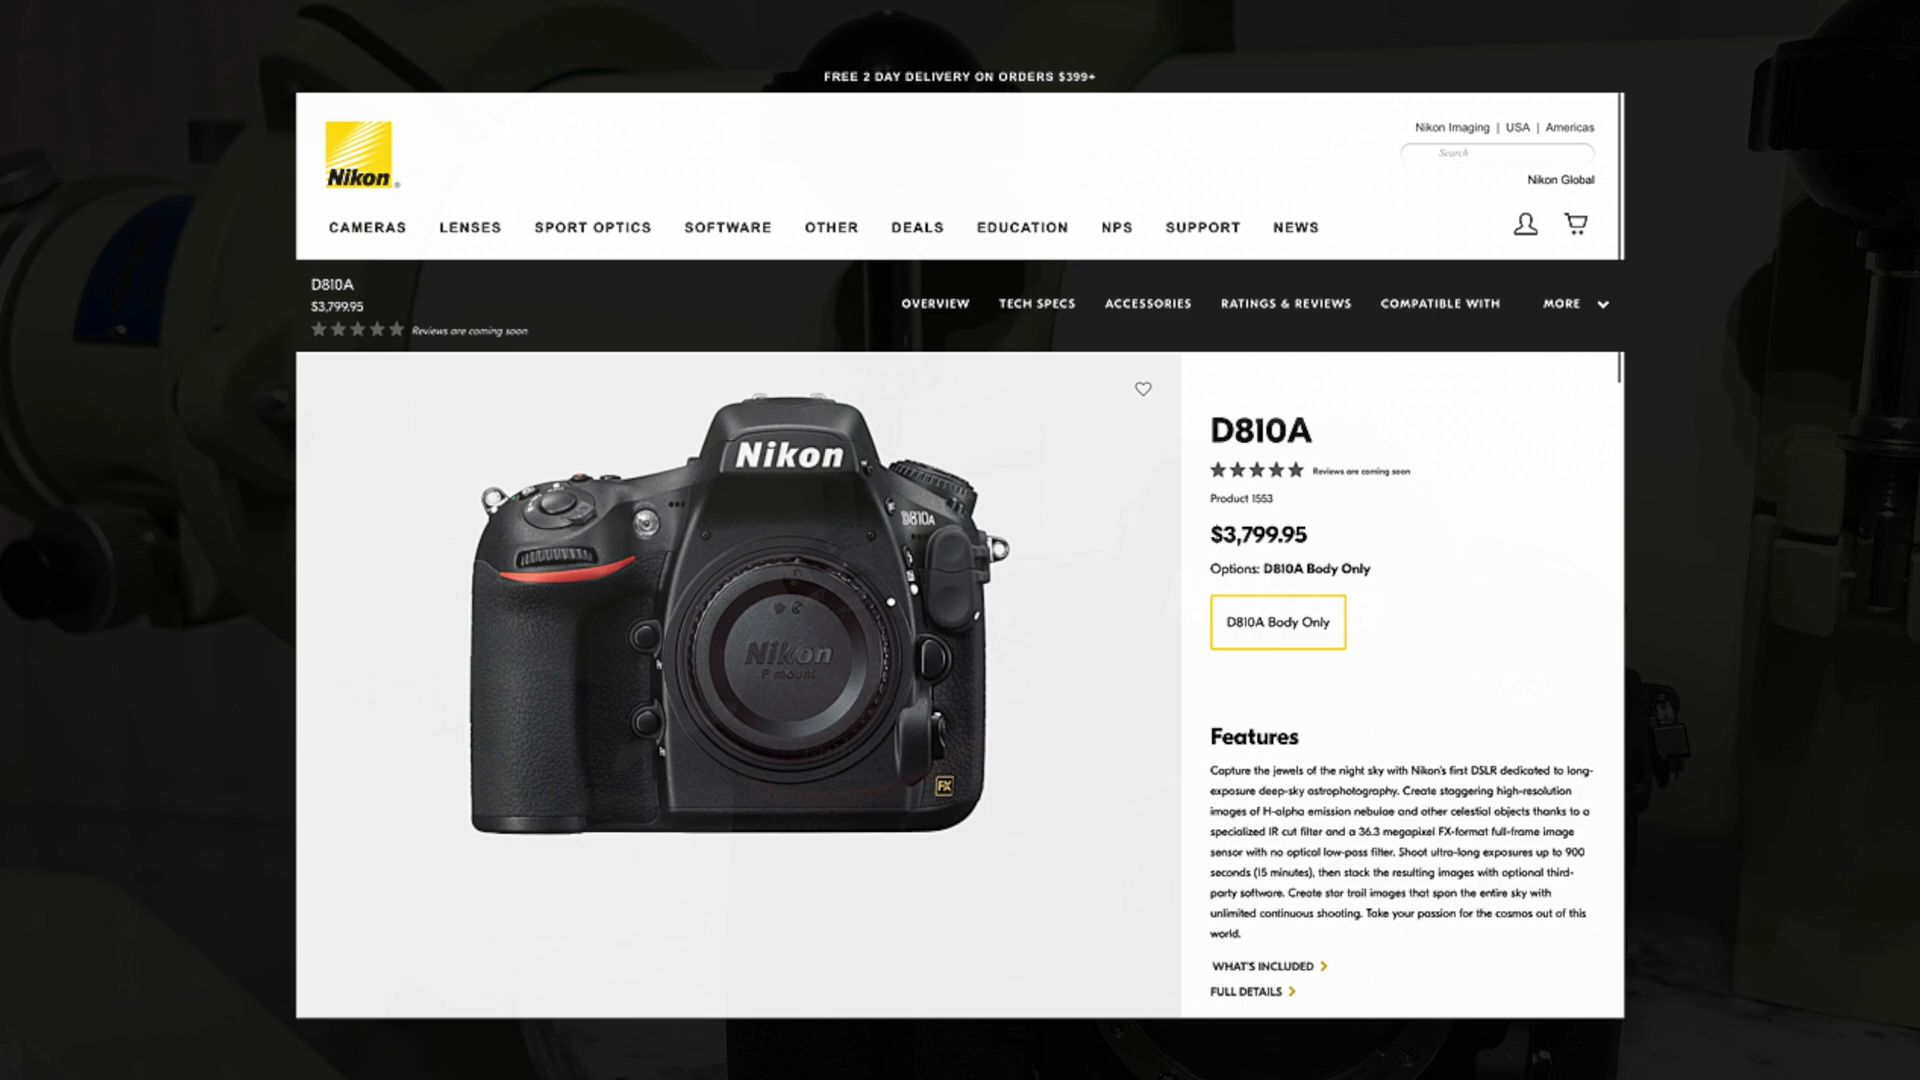 FREE 2 DAY DELIVERY ON ORDERS $399+
Nikon
Nikon Imaging | USA | Americas
Search
Nikon Global
CAMERAS LENSES SPORT OPTICS SOFTWARE OTHER DEALS EDUCATION NPS SUPPORT NEWS
D810A
$3,799.95
Reviews are coming soon
OVERVIEW TECH SPECS ACCESSORIES RATINGS & REVIEWS COMPATIBLE WITH MORE
Nikon
D810A
Nikon
F mount
FX
D810A
Reviews are coming soon
Product 1553
$3,799.95
Options: D810A Body Only
D810A Body Only
Features
Capture the jewels of the night sky with Nikon's first DSLR dedicated to long-
exposure deep-sky astrophotography. Create staggering high-resolution
images of H-alpha emission nebulae and other celestial objects thanks to a
specialized IR cut filter and a 36.3 megapixel FX-format full-frame image
sensor with no optical low-pass filter. Shoot ultra-long exposures up to 900
seconds (15 minutes), then stack the resulting images with optional third-
party software. Create star trail images that span the entire sky with
unlimited continuous shooting. Take your passion for the cosmos out of this
world.
WHAT'S INCLUDED
FULL DETAILS